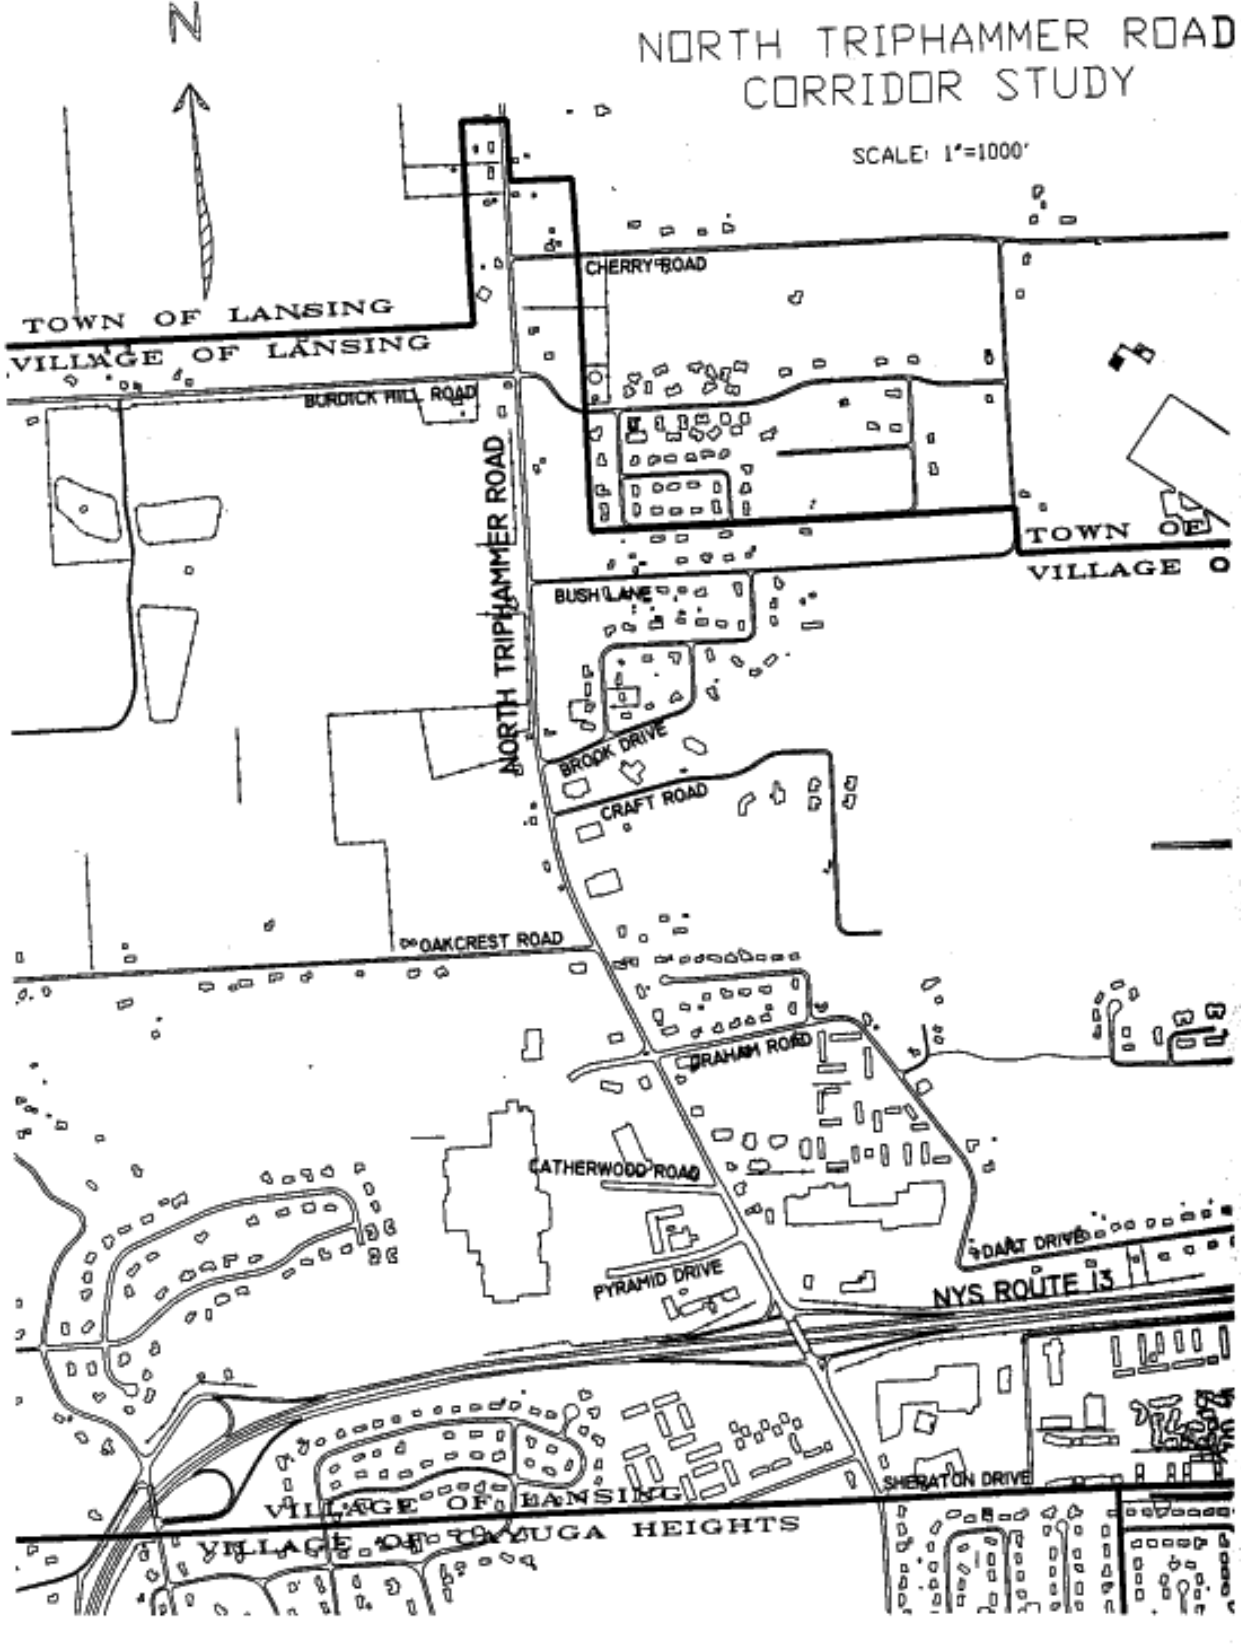 N
NORTH TRIPHAMMER ROAD
CORRIDOR STUDY
SCALE: 1"=1000'
CHERRY ROAD
TOWN OF LANSING
VILLAGE OF LANSING
BURDICK HILL ROAD
NORTH TRIPHAMMER ROAD
TOWN OF
VILLAGE O
BUSH LANE
BROOK DRIVE
CRAFT ROAD
OAKCREST ROAD
GRAHAM ROAD
CATHERWOOD ROAD
DART DRIVE
PYRAMID DRIVE
NYS ROUTE 13
SHERATON DRIVE
VILLAGE OF LANSING
VILLAGE OF CAYUGA HEIGHTS